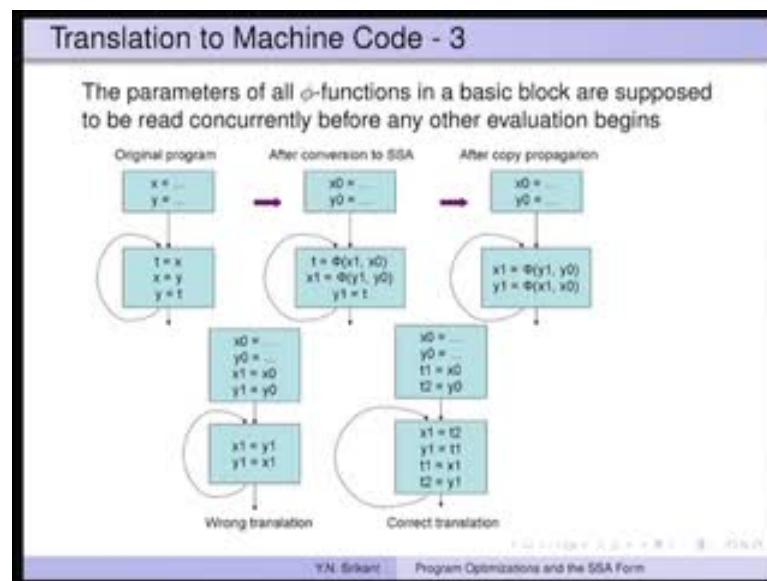 Translation to Machine Code - 3
The parameters of all ϕ-functions in a basic block are supposed
to be read concurrently before any other evaluation begins
Original program
After conversion to SSA
After copy propagarion
x = ...
y = ...
x0 = ...
y0 = ...
x0 = ...
y0 = ...
t = x
x = y
y = t
t = Φ(x1, x0)
x1 = Φ(y1, y0)
y1 = t
x1 = Φ(y1, y0)
y1 = Φ(x1, x0)
x0 = ...
y0 = ...
x1 = x0
y1 = y0
x0 = ...
y0 = ...
t1 = x0
t2 = y0
x1 = y1
y1 = x1
x1 = t2
y1 = t1
t1 = x1
t2 = y1
Wrong translation
Correct translation
Y.N. Srikant
Program Optimizations and the SSA Form